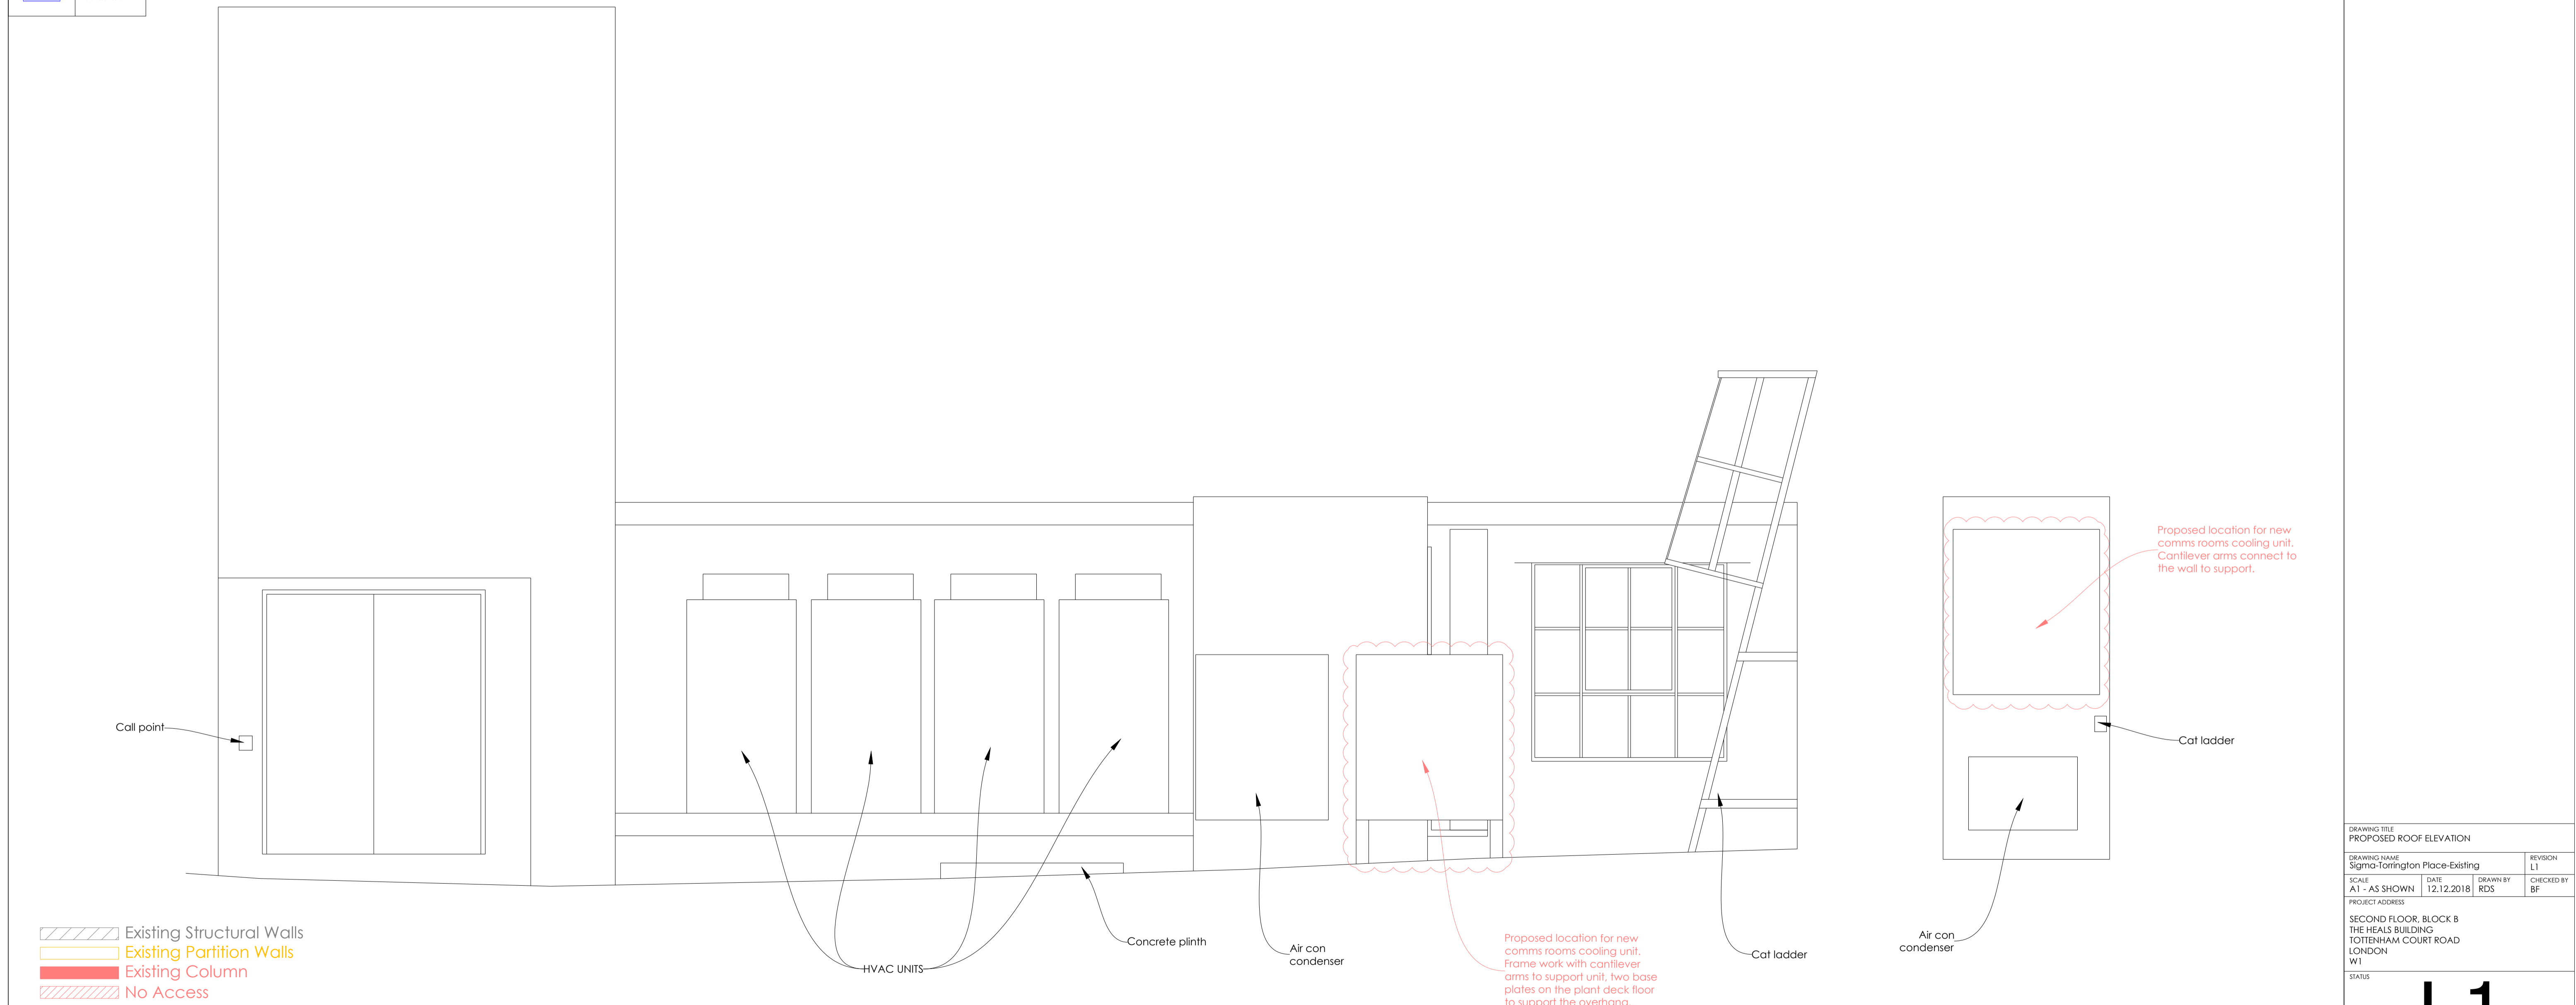 Proposed location for new
comms rooms cooling unit.
Cantilever arms connect to
the wall to support.
Call point
Cat ladder
HVAC UNITS
Concrete plinth
Air con
condenser
Proposed location for new
comms rooms cooling unit,
Frame work with cantilever
arms to support unit, two base
plates on the plant deck floor
to support the overhang
Cat ladder
Air con
condenser
Existing Structural Walls
Existing Partition Walls
Existing Column
No Access
DRAWING TITLE
PROPOSED ROOF ELEVATION
DRAWING NAME
Sigma-Torrington Place-Existing
REVISION
L1
SCALE
A1 - AS SHOWN
DATE
12.12.2018
DRAWN BY
RDS
CHECKED BY
BF
PROJECT ADDRESS
SECOND FLOOR, BLOCK B
THE HEALS BUILDING
TOTTENHAM COURT ROAD
LONDON
W1
STATUS